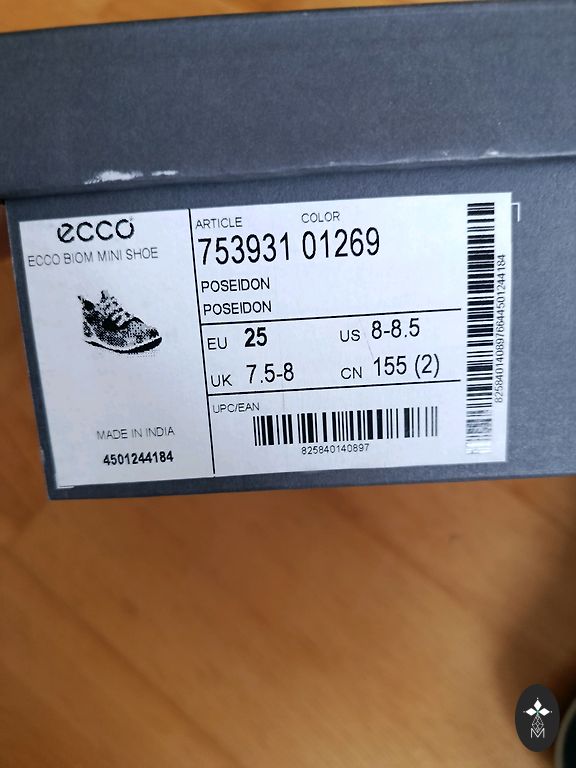 ecco
ECCO BIOM MINI SHOE
MADE IN INDIA
4501244184
ARTICLE COLOR
753931 01269
POSEIDON
POSEIDON
EU 25 US 8-8.5
UK 7.5-8 CN 155 (2)
UPC/EAN
825840140897
8258401408976644501244184
M